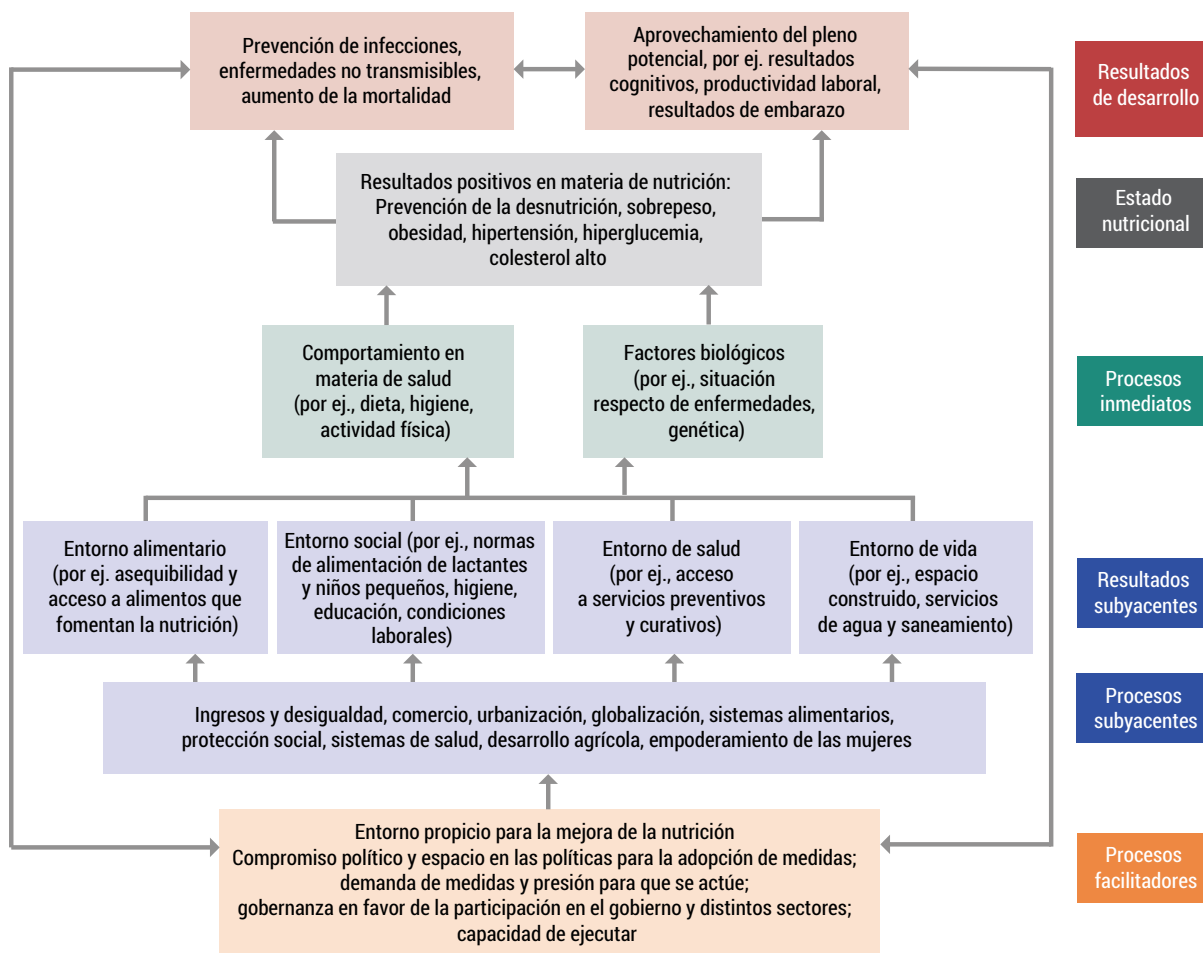 Prevención de infecciones,
enfermedades no transmisibles,
aumento de la mortalidad
Aprovechamiento del pleno
potencial, por ej. resultados
cognitivos, productividad laboral,
resultados de embarazo
Resultados
de desarrollo
Resultados positivos en materia de nutrición:
Prevención de la desnutrición, sobrepeso,
obesidad, hipertensión, hiperglucemia,
colesterol alto
Estado
nutricional
Comportamiento en
materia de salud
(por ej., dieta, higiene,
actividad física)
Factores biológicos
(por ej., situación
respecto de enfermedades,
genética)
Procesos
inmediatos
Entorno alimentario
(por ej. asequibilidad y
acceso a alimentos que
fomentan la nutrición)
Entorno social (por ej., normas
de alimentación de lactantes
y niños pequeños, higiene,
educación, condiciones
laborales)
Entorno de salud
(por ej., acceso
a servicios preventivos
y curativos)
Entorno de vida
(por ej., espacio
construido, servicios
de agua y saneamiento)
Resultados
subyacentes
Ingresos y desigualdad, comercio, urbanización, globalización, sistemas alimentarios,
protección social, sistemas de salud, desarrollo agrícola, empoderamiento de las mujeres
Procesos
subyacentes
Entorno propicio para la mejora de la nutrición
Compromiso político y espacio en las políticas para la adopción de medidas;
demanda de medidas y presión para que se actúe;
gobernanza en favor de la participación en el gobierno y distintos sectores;
capacidad de ejecutar
Procesos
facilitadores